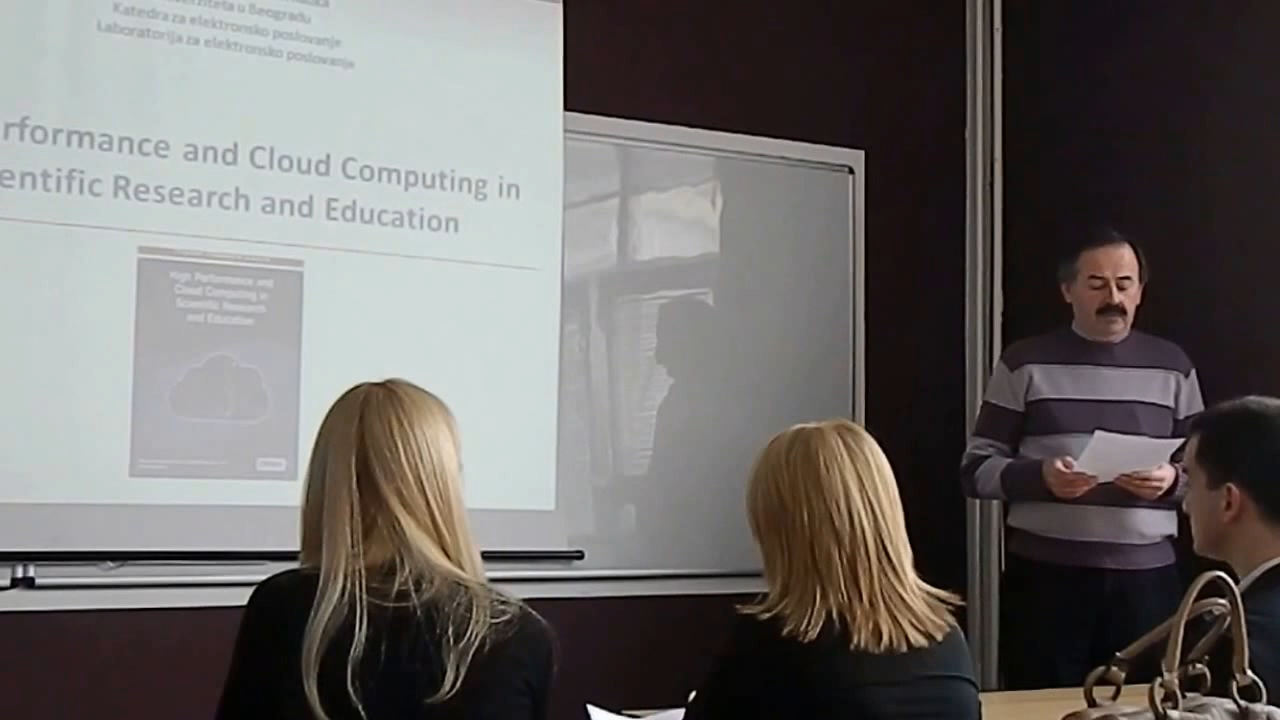 u Beogradu
Katedra za elektronsko poslovanje
Laboratorija za elektronsko poslovanje
rformance and Cloud Computing in
entific Research and Education
High Performance and
Cloud Computing in
Scientific Research
and Education